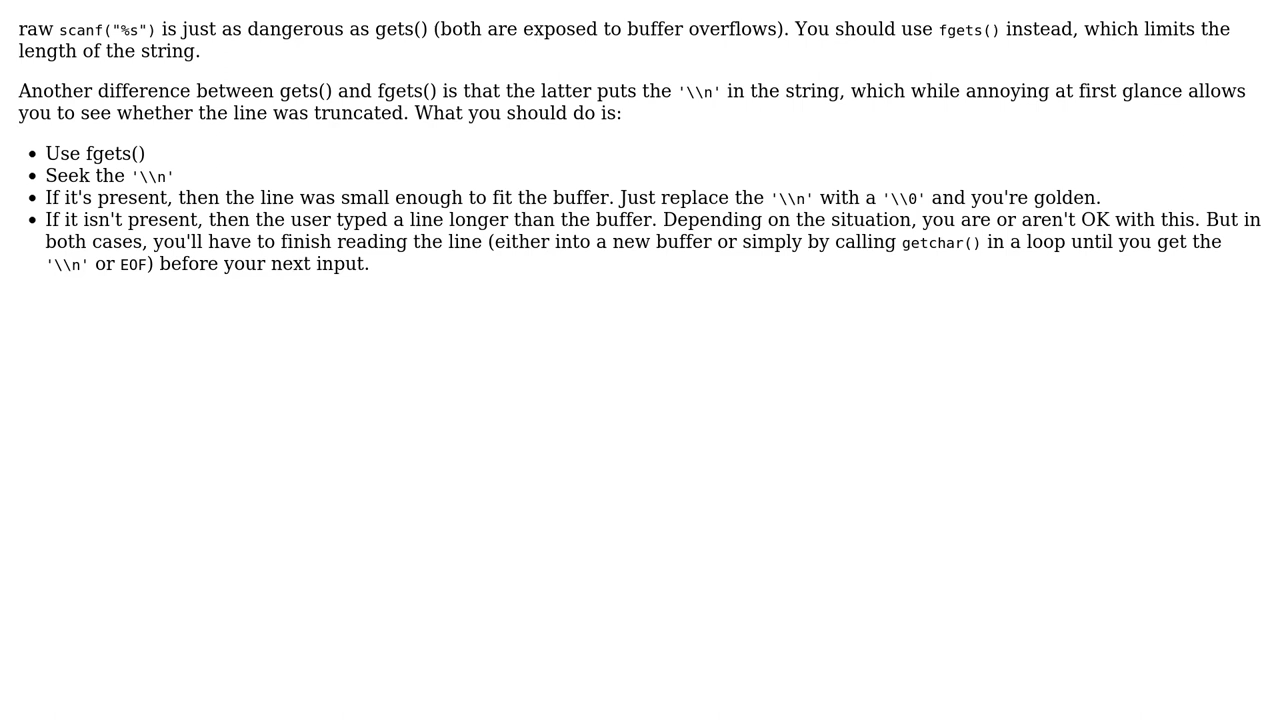 raw scanf("%s") is just as dangerous as gets() (both are exposed to buffer overflows). You should use fgets() instead, which limits the
length of the string.
Another difference between gets() and fgets() is that the latter puts the '\\n' in the string, which while annoying at first glance allows
you to see whether the line was truncated. What you should do is:
• Use fgets()
• Seek the '\\n'
• If it's present, then the line was small enough to fit the buffer. Just replace the '\\n' with a '\\0' and you're golden.
• If it isn't present, then the user typed a line longer than the buffer. Depending on the situation, you are or aren't OK with this. But in
both cases, you'll have to finish reading the line (either into a new buffer or simply by calling getchar() in a loop until you get the
'\\n' or EOF) before your next input.